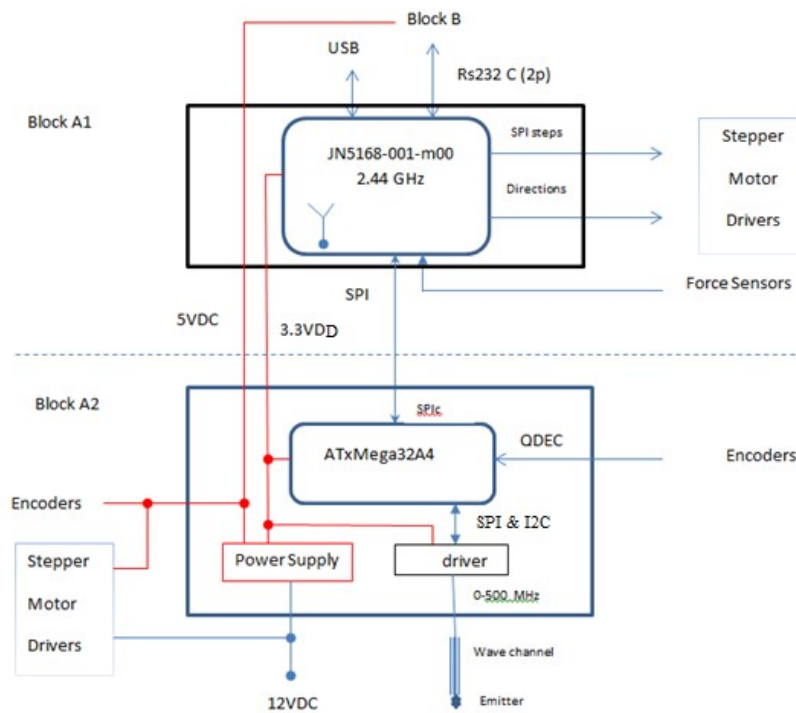 Block B
USB
Rs232 C (2p)
Block A1
JN5168-001-m00
2.44 GHz
SPI steps
Directions
Stepper
Motor
Drivers
Force Sensors
SPI
5VDC
3.3VDD
Block A2
SPIc
ATxMega32A4
QDEC
Encoders
Encoders
SPI & I2C
Stepper
Motor
Drivers
Power Supply
driver
0-500 MHz
Wave channel
12VDC
Emitter